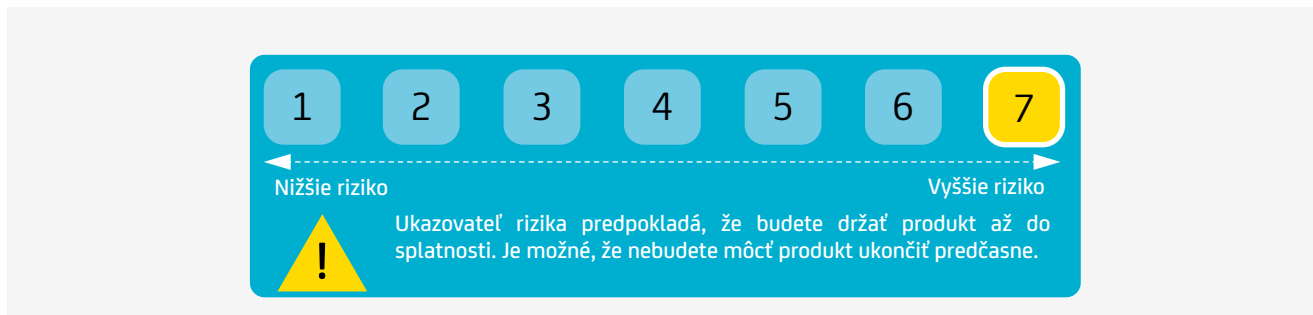 1 2 3 4 5 6 7
Nižšie riziko Vyššie riziko
Ukazovateľ rizika predpokladá, že budete držať produkt až do
splatnosti. Je možné, že nebudete môcť produkt ukončiť predčasne.
!